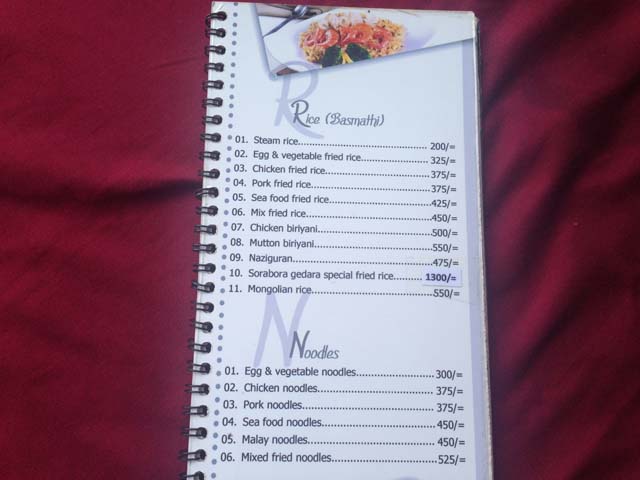 Rice (Basmathi)
01. Steam rice.......................................... 200/=
02. Egg & vegetable fried rice..................... 325/=
03. Chicken fried rice................................. 375/=
04. Pork fried rice...................................... 375/=
05. Sea food fried rice................................425/=
06. Mix fried rice........................................450/=
07. Chicken biriyani....................................500/=
08. Mutton biriyani.....................................550/=
09. Naziguran............................................475/=
10. Sorabora gedara special fried rice......... 1300/=
11. Mongolian rice......................................550/=
Noodles
01. Egg & vegetable noodles........................300/=
02. Chicken noodles................................... 375/=
03. Pork noodles........................................ 375/=
04. Sea food noodles.................................. 450/=
05. Malay noodles...................................... 450/=
06. Mixed fried noodles............................... 525/=